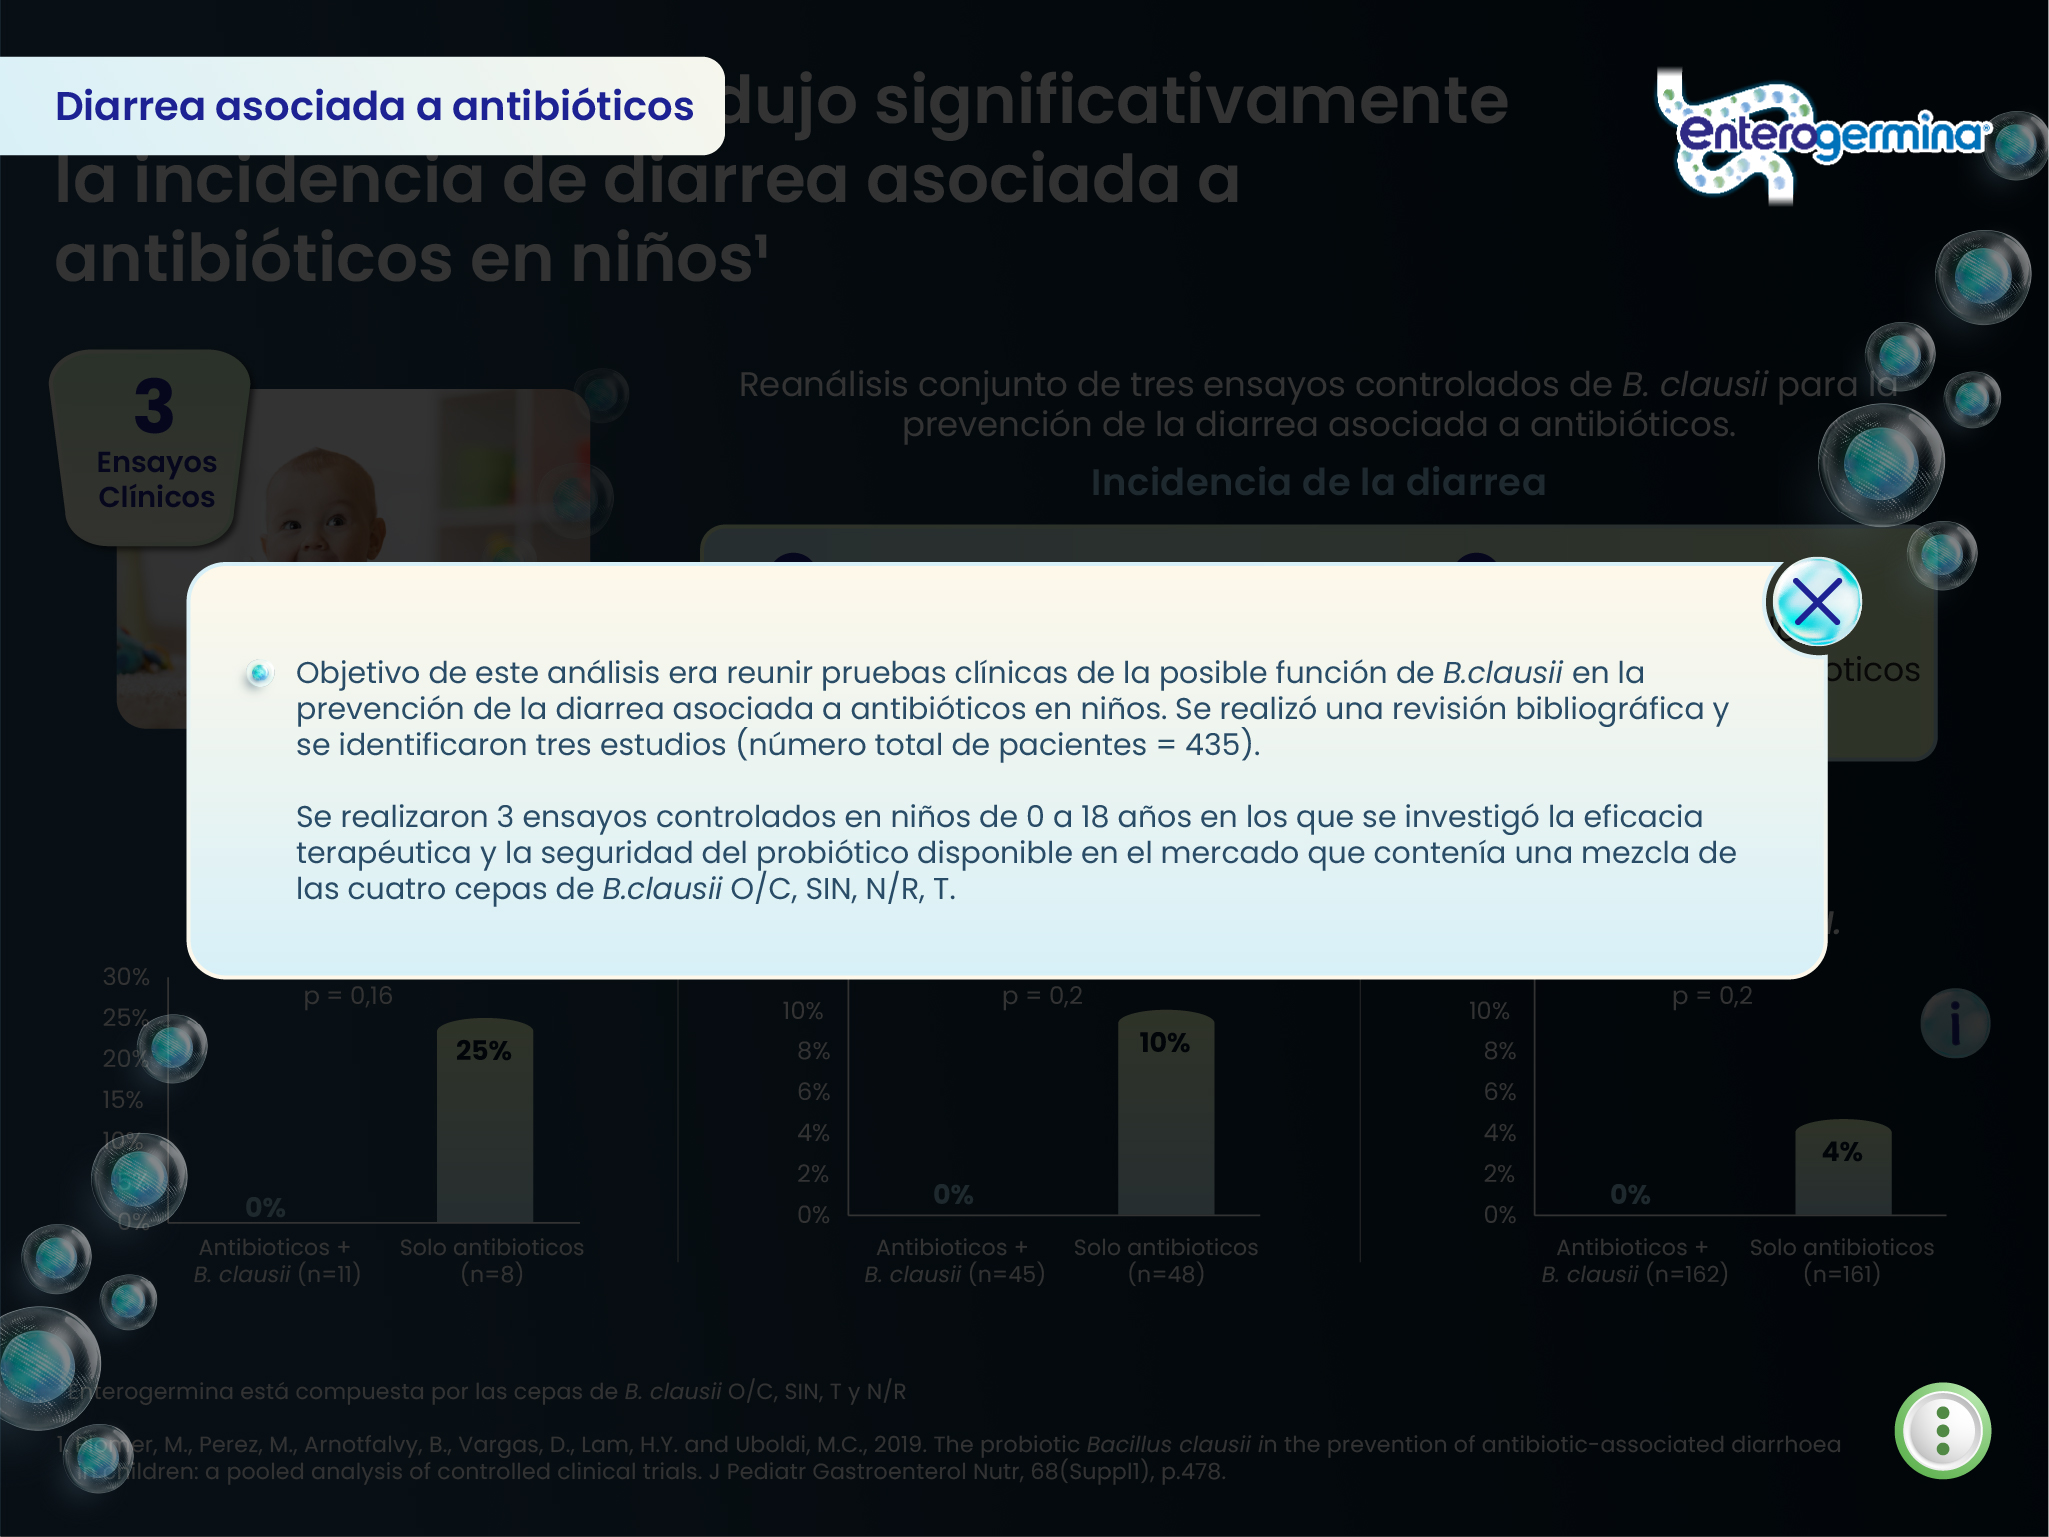 Diarrea asociada a antibióticos
dujo significativamente
la incidencia de diarrea asociada a
antibióticos en niños¹
enterogermina®
3
Ensayos
Clínicos
Reanálisis conjunto de tres ensayos controlados de B. clausii para la
prevención de la diarrea asociada a antibióticos.
Incidencia de la diarrea
Objetivo de este análisis era reunir pruebas clínicas de la posible función de B.clausii en la
prevención de la diarrea asociada a antibióticos en niños. Se realizó una revisión bibliográfica y
se identificaron tres estudios (número total de pacientes = 435).
Se realizaron 3 ensayos controlados en niños de 0 a 18 años en los que se investigó la eficacia
terapéutica y la seguridad del probiótico disponible en el mercado que contenía una mezcla de
las cuatro cepas de B.clausii O/C, SIN, N/R, T.
óticos
30%
25%
20%
15%
10%
5%
0%
p = 0,16
0%
25%
Antibioticos +
B. clausii (n=11)
Solo antibioticos
(n=8)
10%
8%
6%
4%
2%
0%
p = 0,2
0%
10%
Antibioticos +
B. clausii (n=45)
Solo antibioticos
(n=48)
10%
8%
6%
4%
2%
0%
p = 0,2
0%
4%
Antibioticos +
B. clausii (n=162)
Solo antibioticos
(n=161)
i
Enterogermina está compuesta por las cepas de B. clausii O/C, SIN, T y N/R
1. M., Perez, M., Arnotfalvy, B., Vargas, D., Lam, H.Y. and Uboldi, M.C., 2019. The probiotic Bacillus clausii in the prevention of antibiotic-associated diarrhoea
in children: a pooled analysis of controlled clinical trials. J Pediatr Gastroenterol Nutr, 68(Suppl1), p.478.